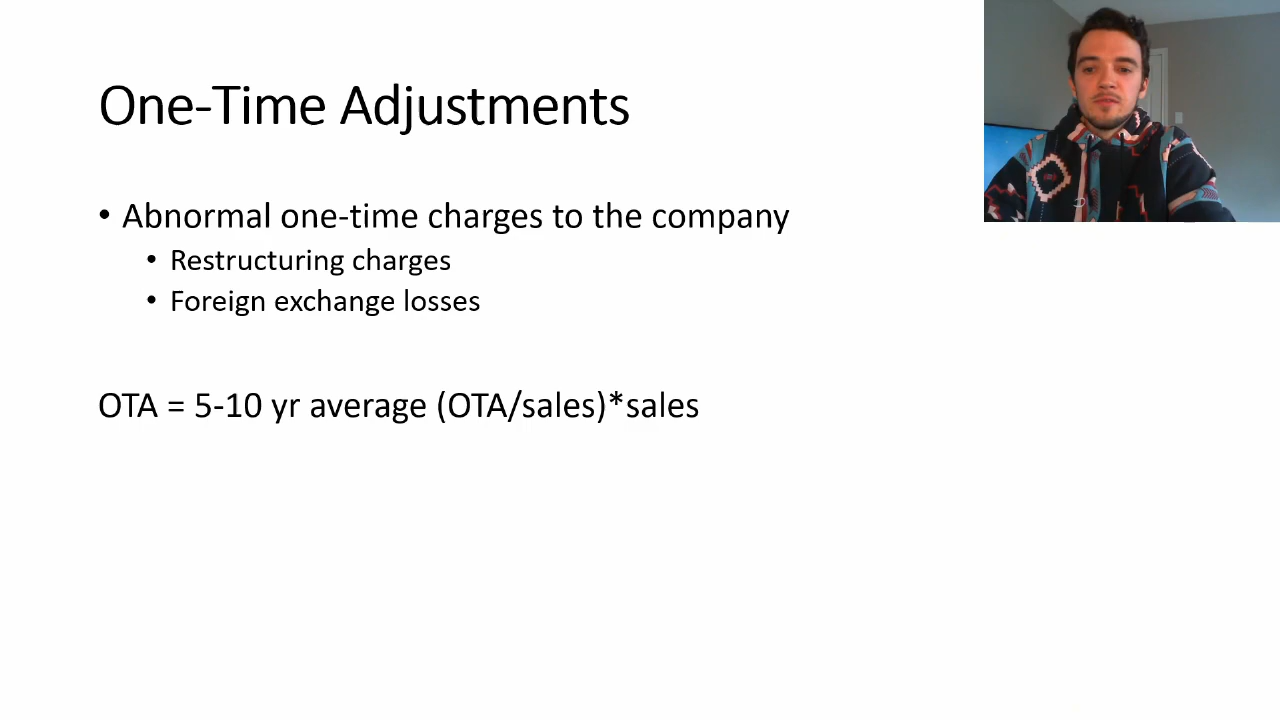 One-Time Adjustments
• Abnormal one-time charges to the company
• Restructuring charges
• Foreign exchange losses
OTA = 5-10 yr average (OTA/sales)*sales